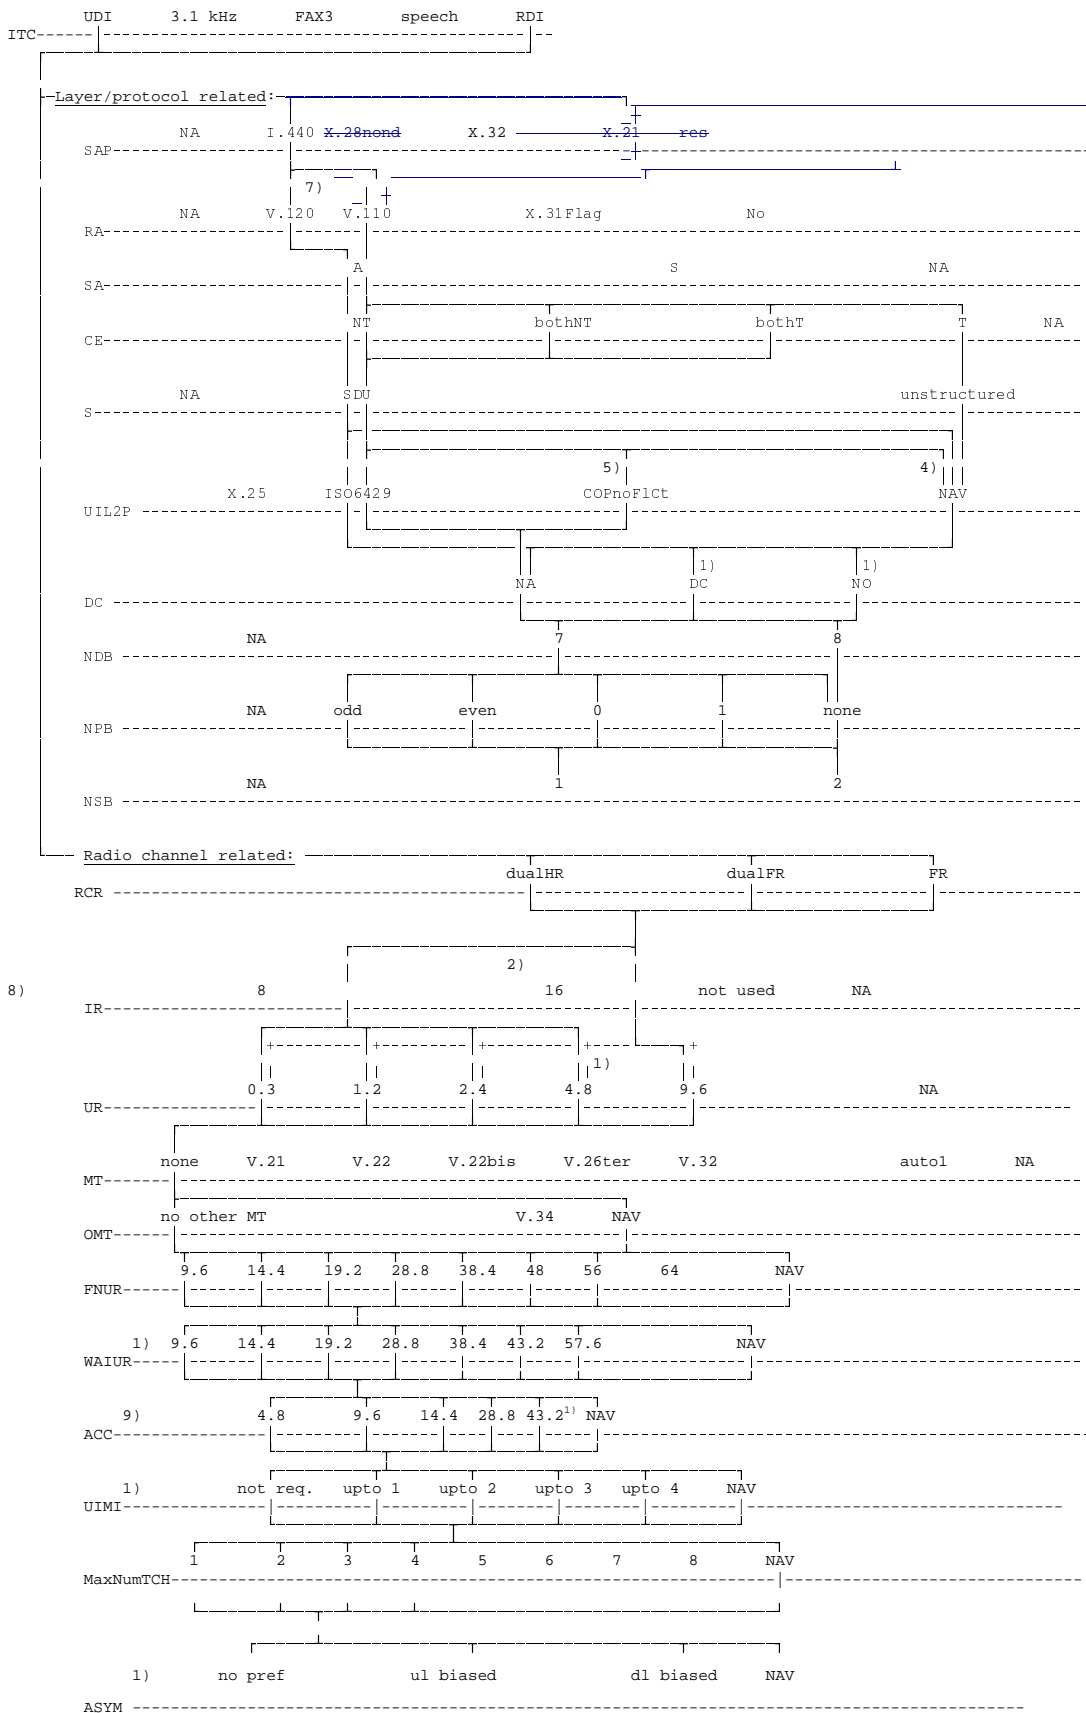 UDI 3.1 kHz FAX3 speech RDI
ITC
Layer/protocol related:
NA I.440 X.28nond X.32 X.21 res
SAP
7)
NA V.120 V.110 X.31Flag No
RA
A S NA
SA
NT bothNT bothT T NA
CE
NA SDU unstructured
S
5) 4)
X.25 ISO6429 COPnoFlCt NAV
UIL2P
1) 1)
NA DC NO
DC
NA 7 8
NDB
NA odd even 0 1 none
NPB
NA 1 2
NSB
Radio channel related:
dualHR dualFR FR
RCR
2)
8) 8 16 not used NA
IR
1)
0.3 1.2 2.4 4.8 9.6 NA
UR
none V.21 V.22 V.22bis V.26ter V.32 auto1 NA
MT
no other MT V.34 NAV
OMT
9.6 14.4 19.2 28.8 38.4 48 56 64 NAV
FNUR
1) 9.6 14.4 19.2 28.8 38.4 43.2 57.6 NAV
WAIUR
9) 4.8 9.6 14.4 28.8 43.2 1) NAV
ACC
1) not req. upto 1 upto 2 upto 3 upto 4 NAV
UIMI
1 2 3 4 5 6 7 8 NAV
MaxNumTCH
1) no pref ul biased dl biased NAV
ASYM